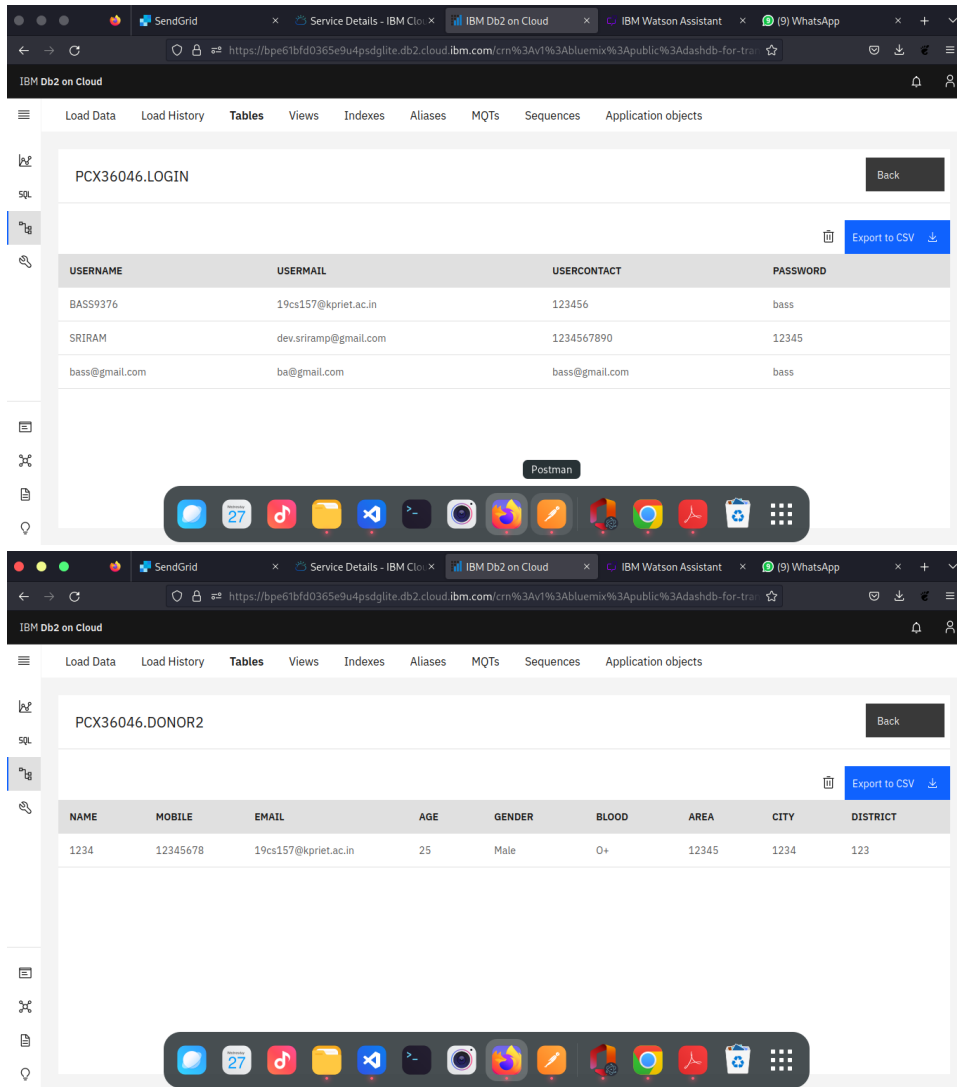 SendGrid × Service Details - IBM Clou × IBM Db2 on Cloud × IBM Watson Assistant × (9) WhatsApp ×
https://bpe61bfd0365e9u4psdglite.db2.cloud.ibm.com/crn%3Av1%3Abluemix%3Apublic%3Adashdb-for-tra
IBM Db2 on Cloud
Load Data Load History Tables Views Indexes Aliases MQTs Sequences Application objects
PCX36046.LOGIN Back
SQL
Export to CSV
USERNAME USERMAIL USERCONTACT PASSWORD
BASS9376 19cs157@kpriet.ac.in 123456 bass
SRIRAM dev.sriramp@gmail.com 1234567890 12345
bass@gmail.com ba@gmail.com bass@gmail.com bass
Postman
Wednesday
27
SendGrid × Service Details - IBM Clou × IBM Db2 on Cloud × IBM Watson Assistant × (9) WhatsApp ×
https://bpe61bfd0365e9u4psdglite.db2.cloud.ibm.com/crn%3Av1%3Abluemix%3Apublic%3Adashdb-for-tra
IBM Db2 on Cloud
Load Data Load History Tables Views Indexes Aliases MQTs Sequences Application objects
PCX36046.DONOR2 Back
SQL
Export to CSV
NAME MOBILE EMAIL AGE GENDER BLOOD AREA CITY DISTRICT
1234 12345678 19cs157@kpriet.ac.in 25 Male O+ 12345 1234 123
Wednesday
27